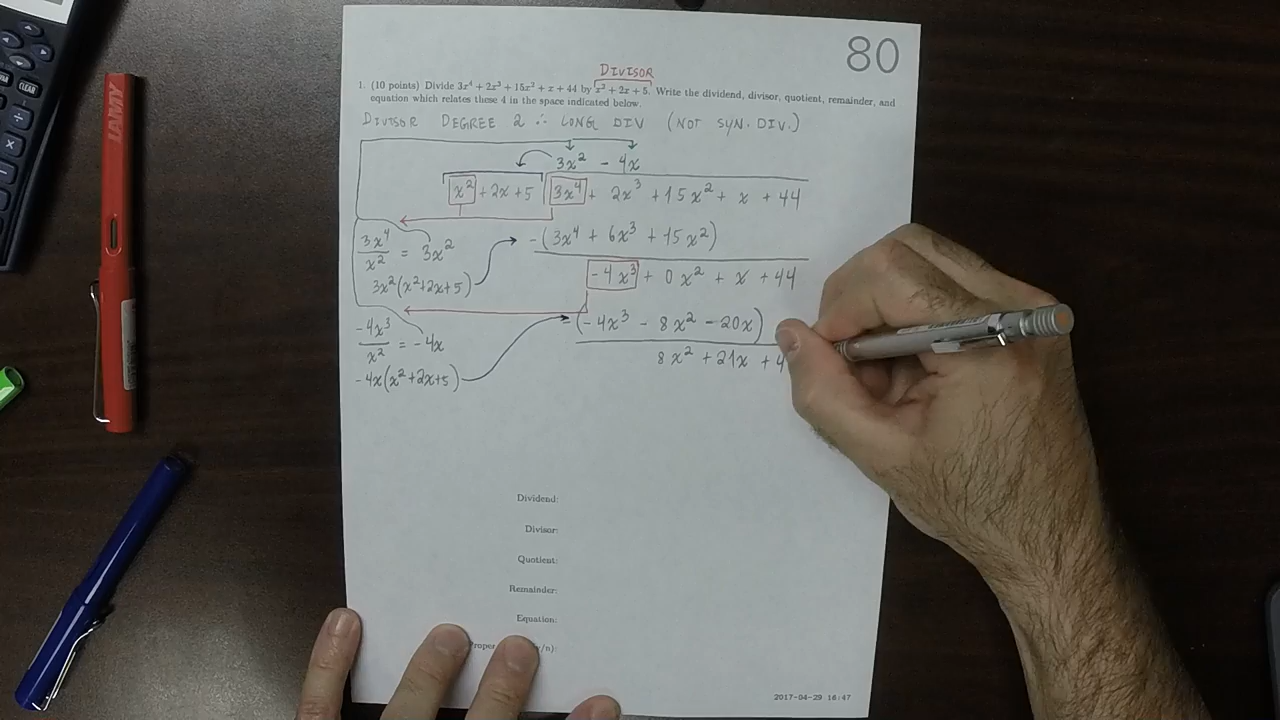 80
DIVISOR
1. (10 points) Divide 3x⁴ + 2x³ + 15x² + x + 44 by x² + 2x + 5. Write the dividend, divisor, quotient, remainder, and
equation which relates these 4 in the space indicated below.
DIVISOR DEGREE 2 ∴ LONG DIV (NOT SYN. DIV.)
3x² - 4x
x² + 2x + 5 3x⁴ + 2x³ + 15x² + x + 44
-(3x⁴ + 6x³ + 15x²)
3x⁴/x² = 3x²
3x²(x²+2x+5)
-4x³ + 0x² + x + 44
-(-4x³ - 8x² - 20x)
-4x³/x² = -4x
8x² + 21x + 4
-4x(x²+2x+5)
Dividend:
Divisor:
Quotient:
Remainder:
Equation:
Proper /n):
2017-04-29 16:47
LAMY
CLEAR